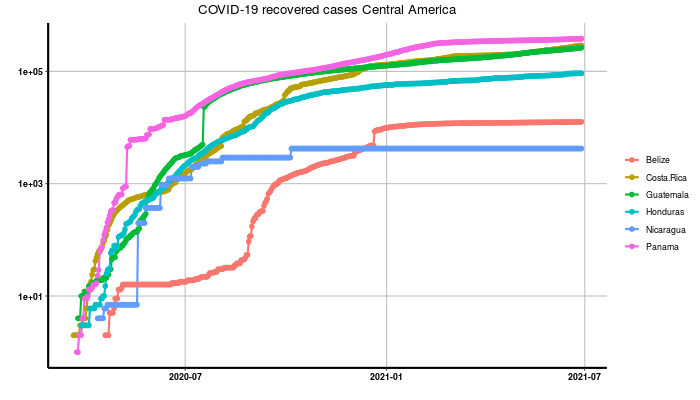 COVID-19 recovered cases Central America
1e+05
1e+03
1e+01
2020-07
2021-01
2021-07
Belize
Costa.Rica
Guatemala
Honduras
Nicaragua
Panama